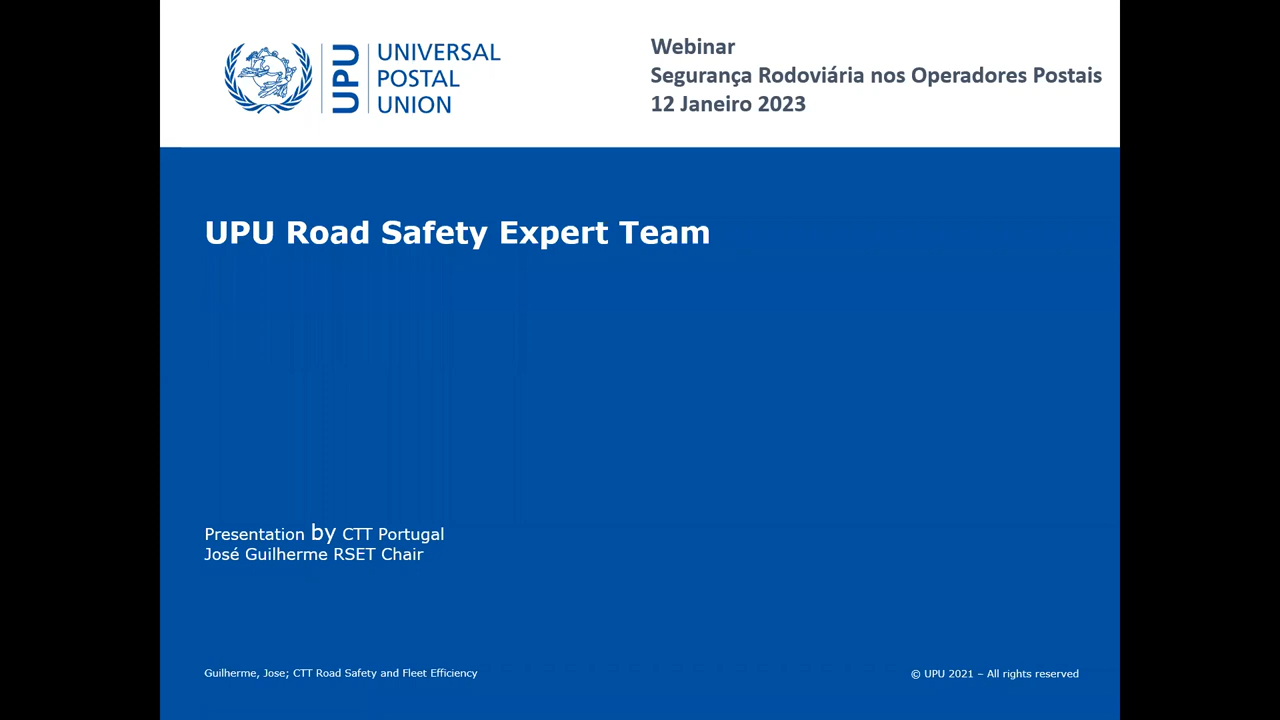 UPU
UNIVERSAL
POSTAL
UNION
Webinar
Segurança Rodoviária nos Operadores Postais
12 Janeiro 2023
UPU Road Safety Expert Team
Presentation by CTT Portugal
José Guilherme RSET Chair
Guilherme, Jose; CTT Road Safety and Fleet Efficiency
© UPU 2021 – All rights reserved